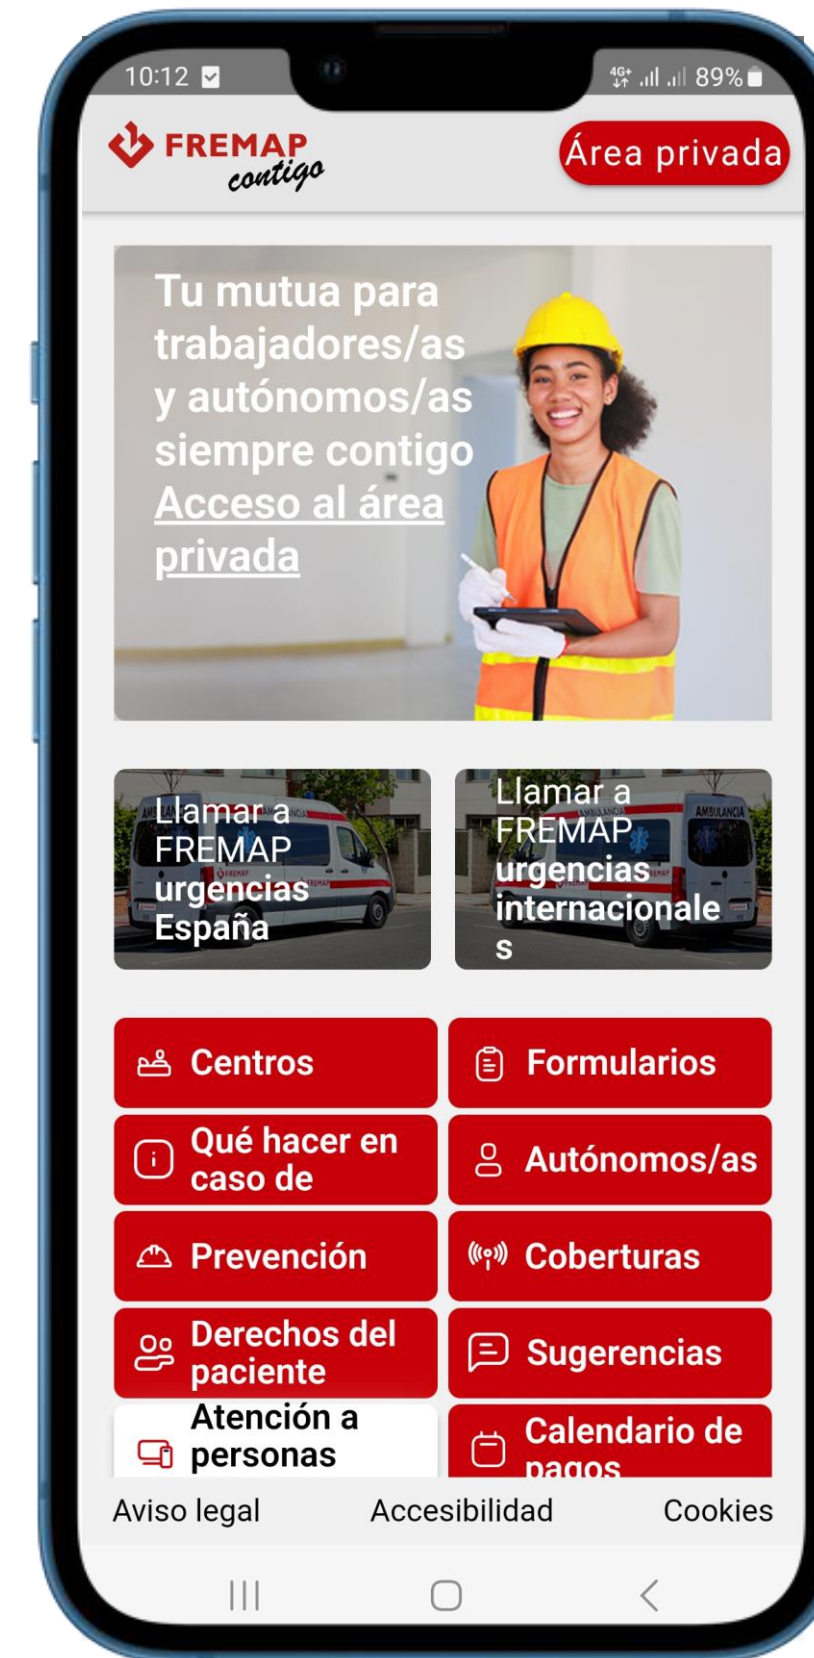 10:12
4G+ 89%
FREMAP
contigo
Área privada
Tu mutua para
trabajadores/as
y autónomos/as
siempre contigo
Acceso al área
privada
Llamar a
FREMAP
urgencias
España
Llamar a
FREMAP
urgencias
internacionale
s
AMBULANCIA
Centros
Formularios
Qué hacer en
caso de
Autónomos/as
Prevención
Coberturas
Derechos del
paciente
Sugerencias
Atención a
personas
Calendario de
pagos
Aviso legal
Accesibilidad
Cookies